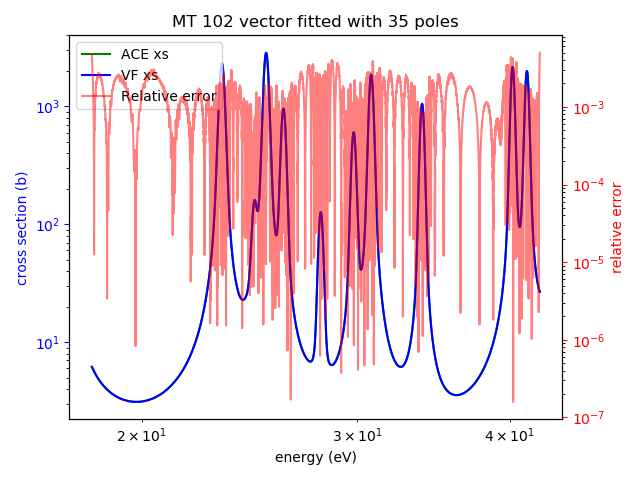 MT 102 vector fitted with 35 poles
ACE xs
VF xs
Relative error
cross section (b)
10³
10²
10¹
10⁻³
10⁻⁴
10⁻⁵
10⁻⁶
10⁻⁷
relative error
2 × 10¹
3 × 10¹
4 × 10¹
energy (eV)